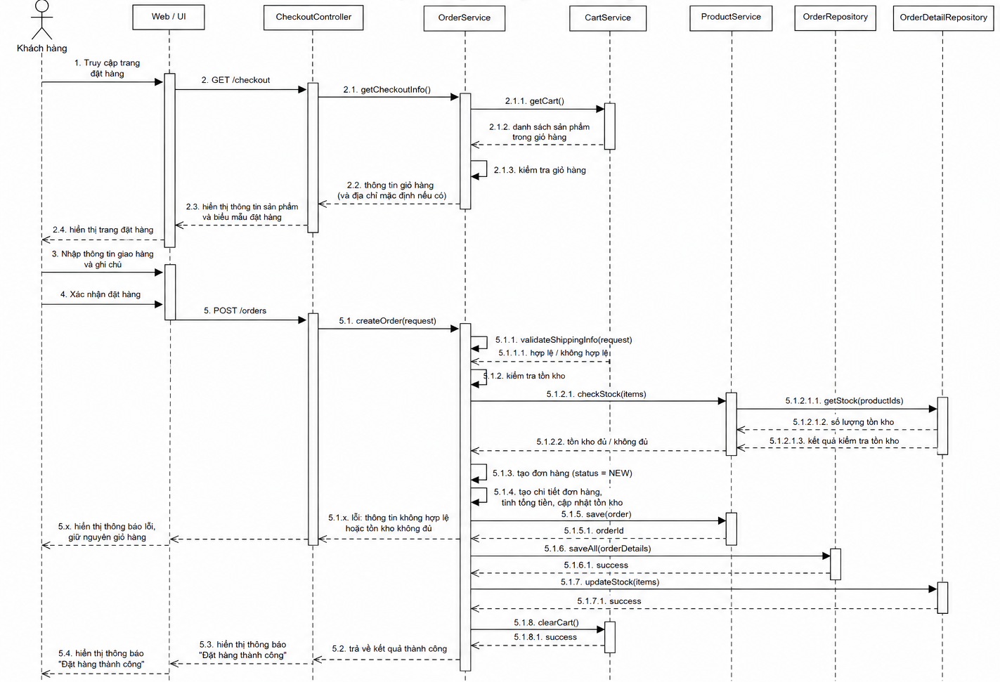 Web / UI
CheckoutController
OrderService
CartService
ProductService
OrderRepository
OrderDetailRepository
Khách hàng
1. Truy cập trang
đặt hàng
2. GET /checkout
2.1. getCheckoutInfo()
2.1.1. getCart()
2.1.2. danh sách sản phẩm
trong giỏ hàng
2.1.3. kiểm tra giỏ hàng
2.2. thông tin giỏ hàng
(và địa chỉ mặc định nếu có)
2.3. hiển thị thông tin sản phẩm
và biểu mẫu đặt hàng
2.4. hiển thị trang đặt hàng
3. Nhập thông tin giao hàng
và ghi chú
4. Xác nhận đặt hàng
5. POST /orders
5.1. createOrder(request)
5.1.1. validateShippingInfo(request)
5.1.1.1. hợp lệ / không hợp lệ
5.1.2. kiểm tra tồn kho
5.1.2.1. checkStock(items)
5.1.2.1.1. getStock(productIds)
5.1.2.1.2. số lượng tồn kho
5.1.2.1.3. kết quả kiểm tra tồn kho
5.1.2.2. tồn kho đủ / không đủ
5.1.3. tạo đơn hàng (status = NEW)
5.1.4. tạo chi tiết đơn hàng,
tính tổng tiền, cập nhật tồn kho
5.1.5. save(order)
5.1.x. lỗi: thông tin không hợp lệ
hoặc tồn kho không đủ
5.x. hiển thị thông báo lỗi,
giữ nguyên giỏ hàng
5.1.5.1. orderId
5.1.6. saveAll(orderDetails)
5.1.6.1. success
5.1.7. updateStock(items)
5.1.7.1. success
5.1.8. clearCart()
5.1.8.1. success
5.2. trả về kết quả thành công
5.3. hiển thị thông báo
"Đặt hàng thành công"
5.4. hiển thị thông báo
"Đặt hàng thành công"